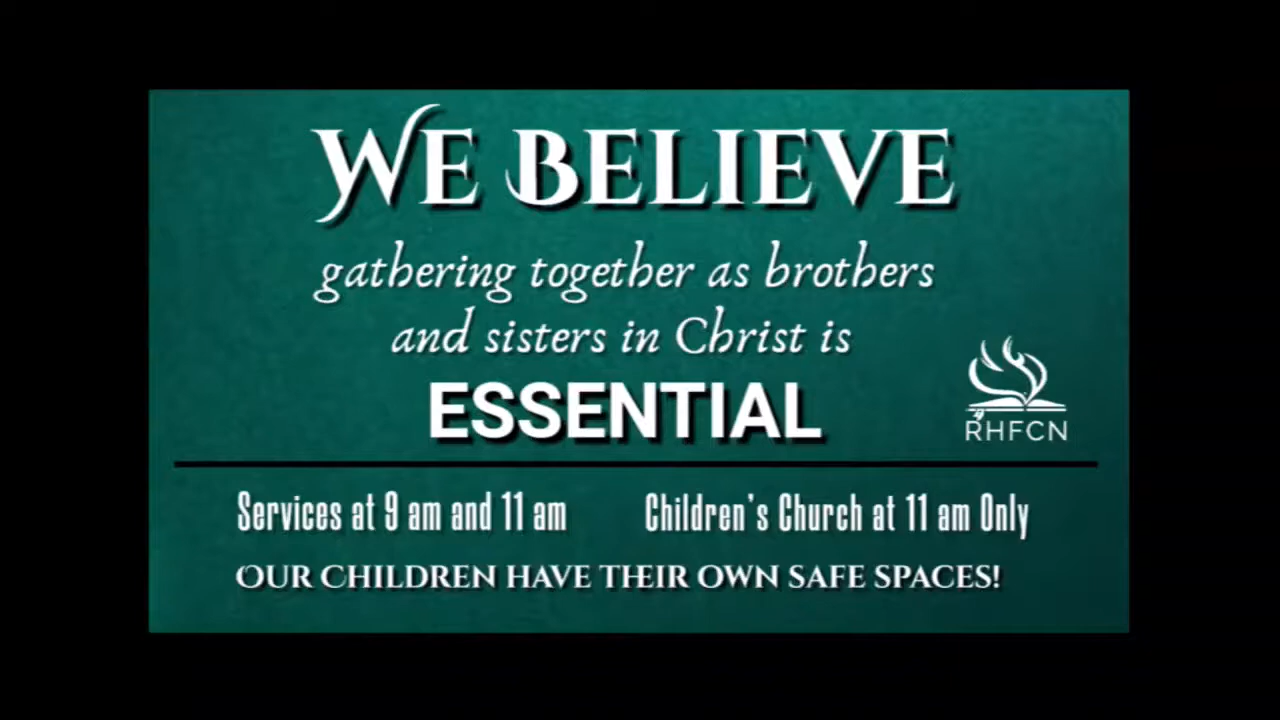 WE BELIEVE
gathering together as brothers
and sisters in Christ is
ESSENTIAL
RHFCN
Services at 9 am and 11 am
Children's Church at 11 am Only
OUR CHILDREN HAVE THEIR OWN SAFE SPACES!